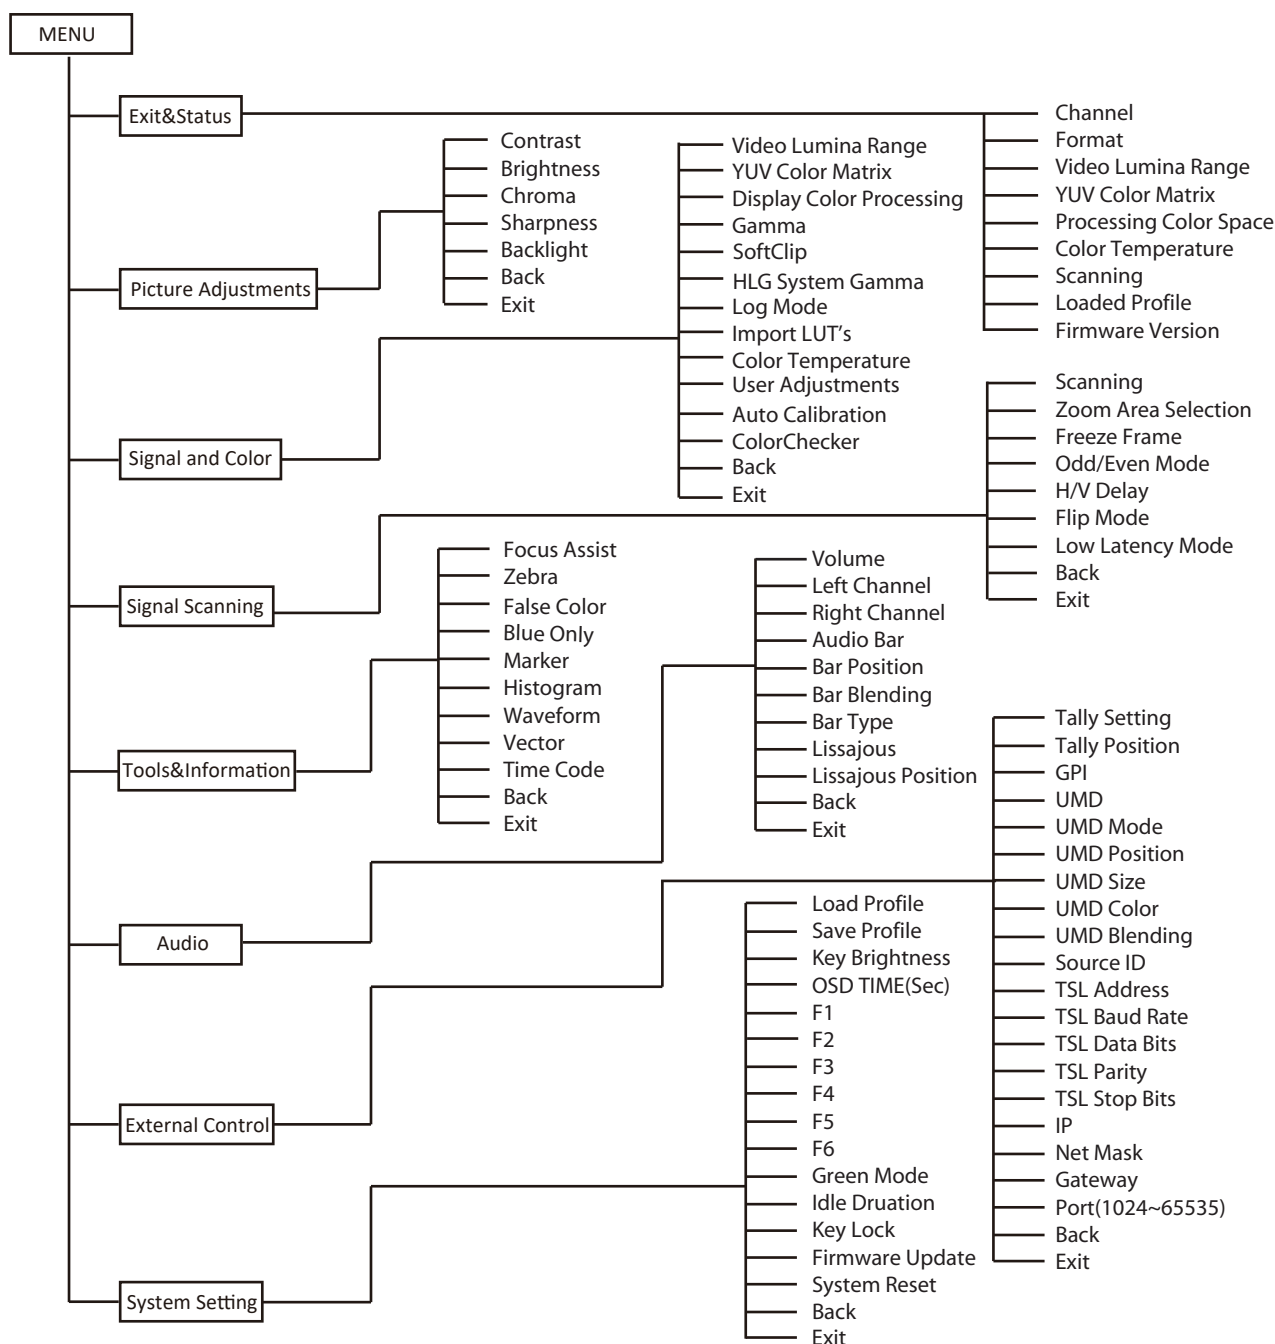 MENU
Exit&Status
Channel
Format
Video Lumina Range
YUV Color Matrix
Processing Color Space
Color Temperature
Scanning
Loaded Profile
Firmware Version
Picture Adjustments
Contrast
Brightness
Chroma
Sharpness
Backlight
Back
Exit
Signal and Color
Video Lumina Range
YUV Color Matrix
Display Color Processing
Gamma
SoftClip
HLG System Gamma
Log Mode
Import LUT's
Color Temperature
User Adjustments
Auto Calibration
ColorChecker
Back
Exit
Signal Scanning
Scanning
Zoom Area Selection
Freeze Frame
Odd/Even Mode
H/V Delay
Flip Mode
Low Latency Mode
Back
Exit
Tools&Information
Focus Assist
Zebra
False Color
Blue Only
Marker
Histogram
Waveform
Vector
Time Code
Back
Exit
Audio
Volume
Left Channel
Right Channel
Audio Bar
Bar Position
Bar Blending
Bar Type
Lissajous
Lissajous Position
Back
Exit
External Control
Tally Setting
Tally Position
GPI
UMD
UMD Mode
UMD Position
UMD Size
UMD Color
UMD Blending
Source ID
TSL Address
TSL Baud Rate
TSL Data Bits
TSL Parity
TSL Stop Bits
IP
Net Mask
Gateway
Port(1024~65535)
Back
Exit
System Setting
Load Profile
Save Profile
Key Brightness
OSD TIME(Sec)
F1
F2
F3
F4
F5
F6
Green Mode
Idle Druation
Key Lock
Firmware Update
System Reset
Back
Exit